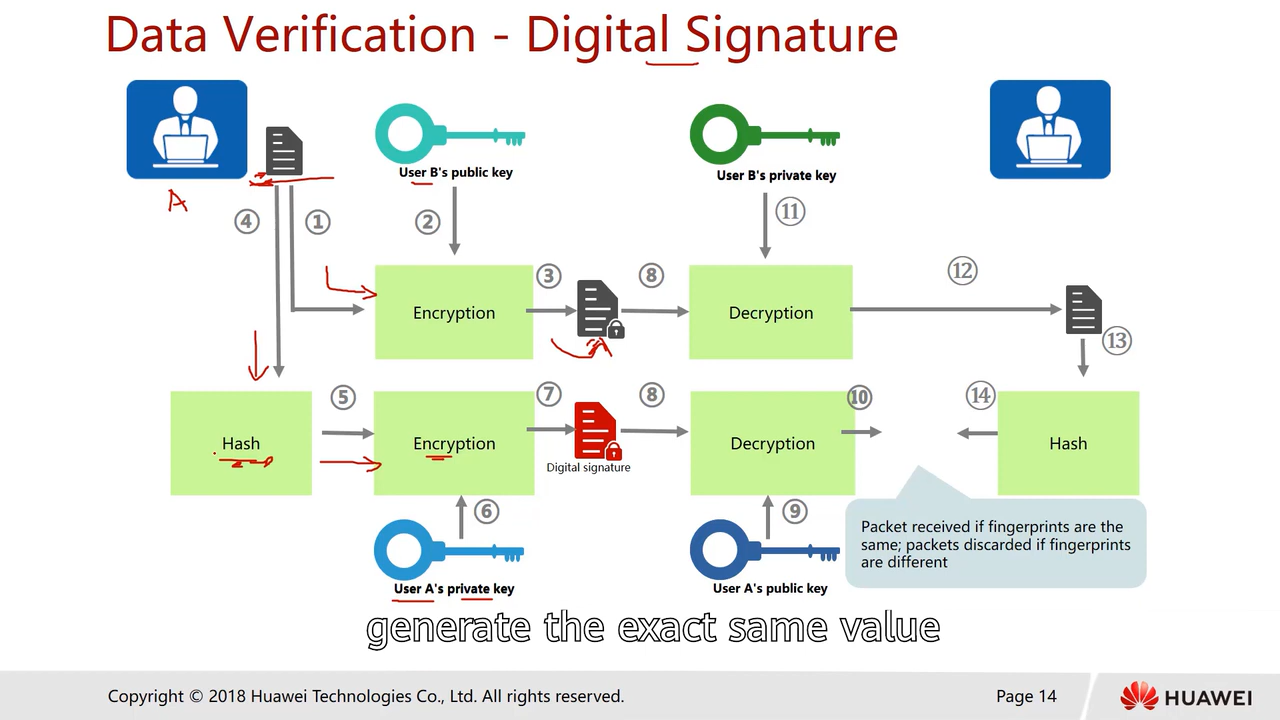 Data Verification - Digital Signature
User B's public key
User B's private key
A
④
①
②
⑪
③
⑧
⑫
Encryption
Decryption
⑬
⑤
⑦
⑧
⑩
⑭
Hash
Encryption
Decryption
Hash
Digital signature
⑥
⑨
Packet received if fingerprints are the
same; packets discarded if fingerprints
are different
User A's private key
User A's public key
generate the exact same value
Copyright © 2018 Huawei Technologies Co., Ltd. All rights reserved.
Page 14
HUAWEI